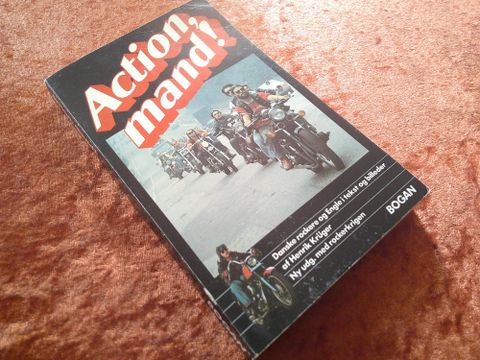 Action,
mand!
Danske rockere og Engle i tekst og billeder
af Henrik Krüger
Ny udg. med rockerkrigen
BOGAN